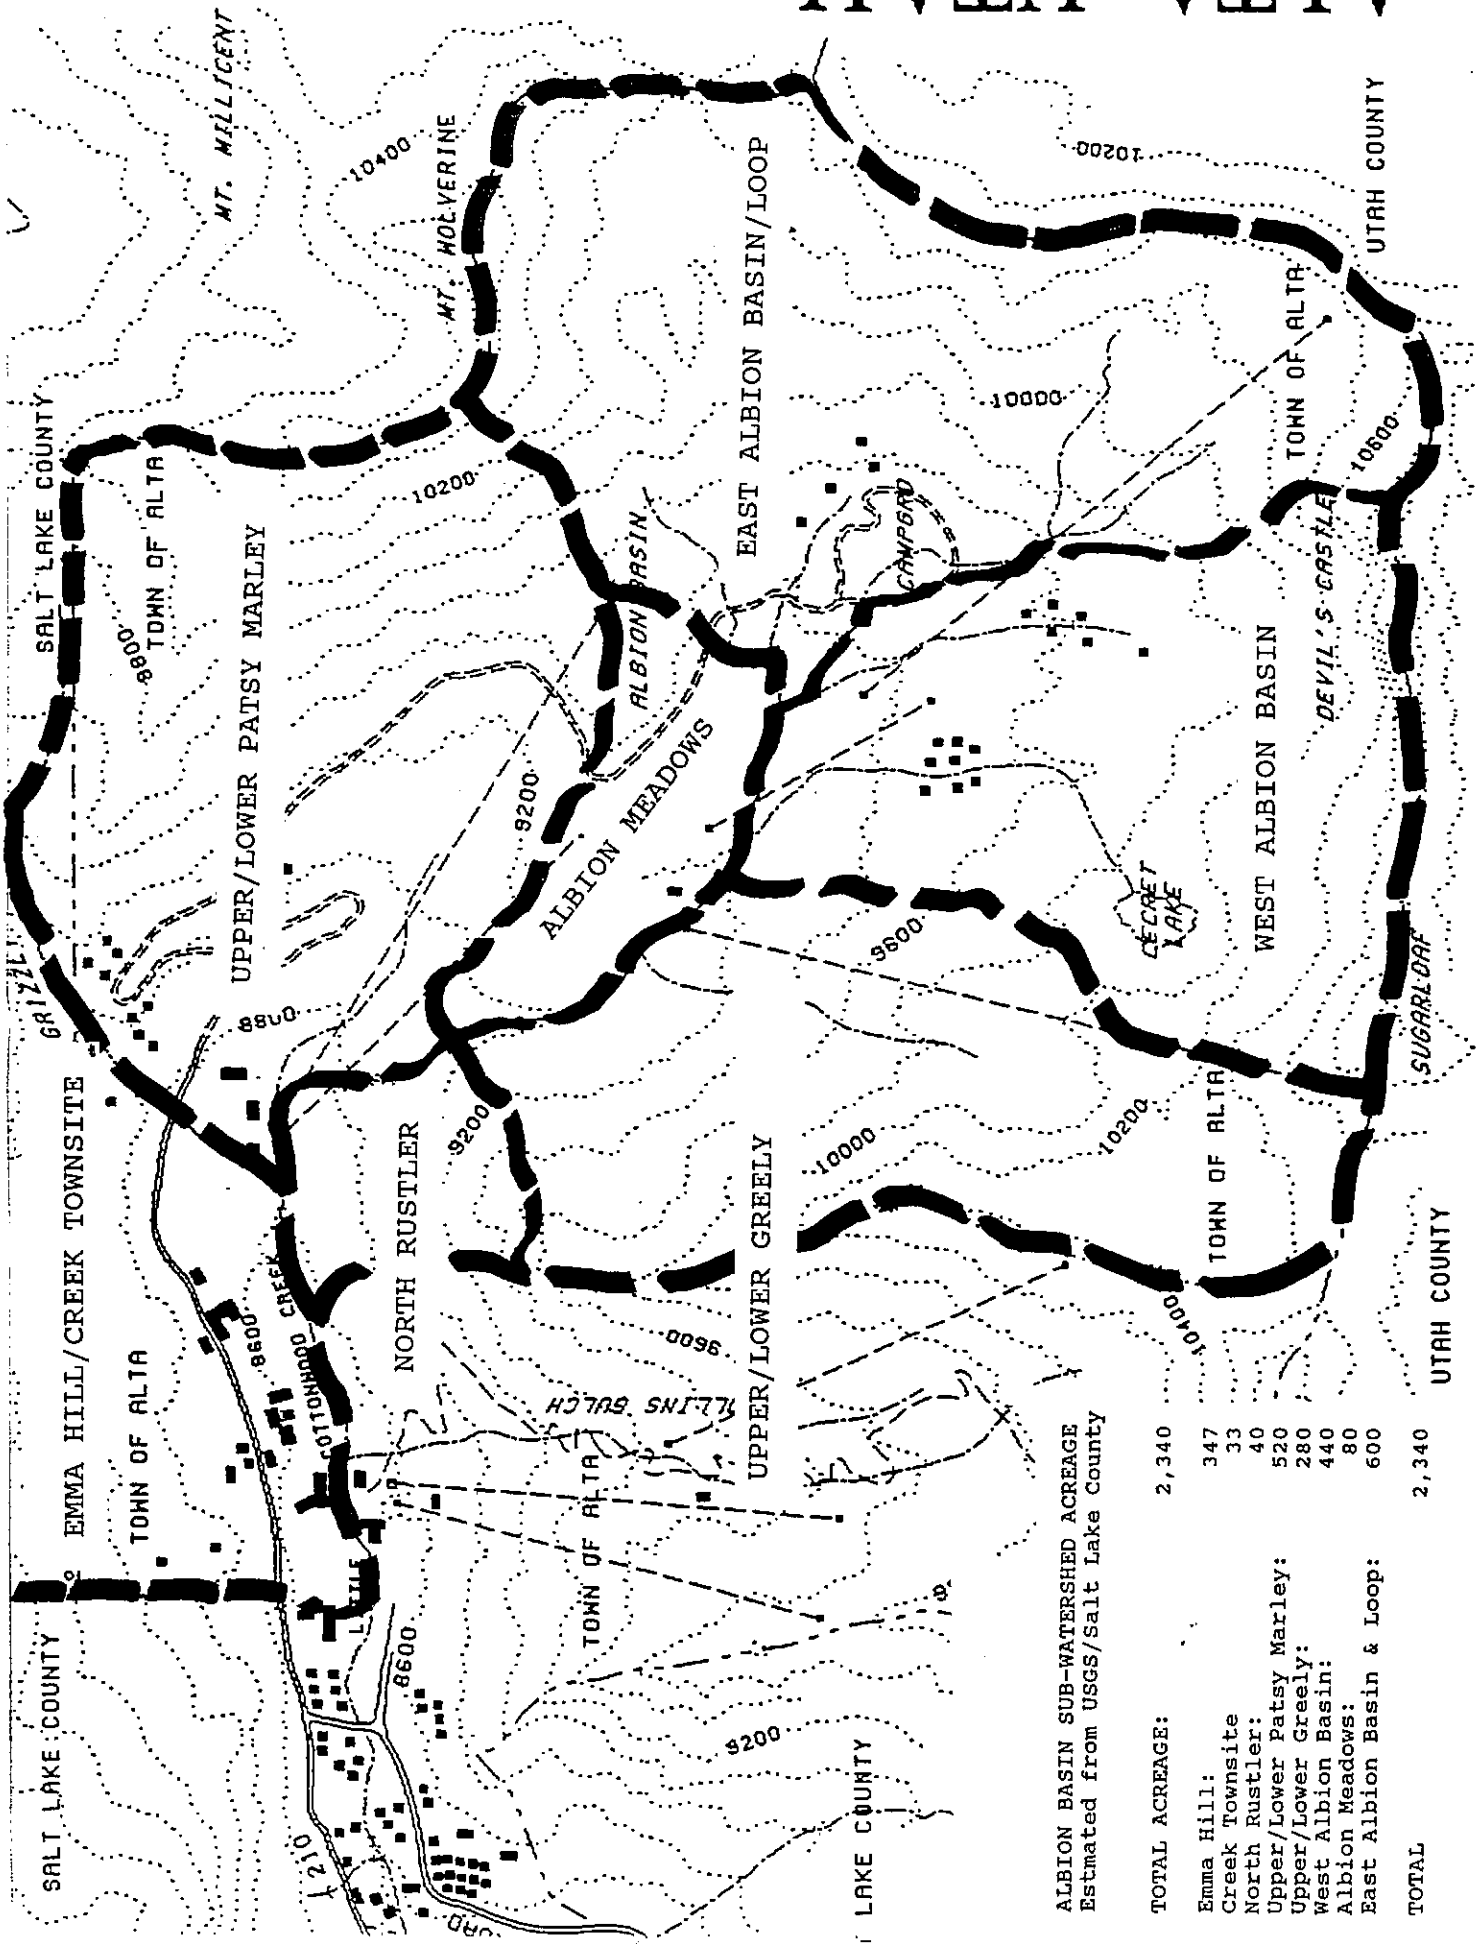 SALT LAKE COUNTY
SALT LAKE COUNTY
MT. MILLICENT
EMMA HILL/CREEK TOWNSITE
TOWN OF ALTA
TOWN OF ALTA
8800
UPPER/LOWER PATSY MARLEY
10400
MT. WOLVERINE
210
8600
COTTONWOOD CREEK
LITTLE
8800
10200
8600
NORTH RUSTLER
9200
9200
ALBION MEADOWS
ALBION BASIN
EAST ALBION BASIN/LOOP
TOWN OF ALTA
9600
9200
UPPER/LOWER GREELY
10000
9800
CAMPGRD
10000
10200
LAKE COUNTY
10200
CECRET
LAKE
WEST ALBION BASIN
DEVIL'S CASTLE
TOWN OF ALTA
10400
TOWN OF ALTA
10600
SUGARLOAF
UTAH COUNTY
UTAH COUNTY
ALBION BASIN SUB-WATERSHED ACREAGE
Estmated from USGS/Salt Lake County
TOTAL ACREAGE: 2,340
Emma Hill: 347
Creek Townsite 33
North Rustler: 40
Upper/Lower Patsy Marley: 520
Upper/Lower Greely: 280
West Albion Basin: 440
Albion Meadows: 80
East Albion Basin & Loop: 600
TOTAL 2,340